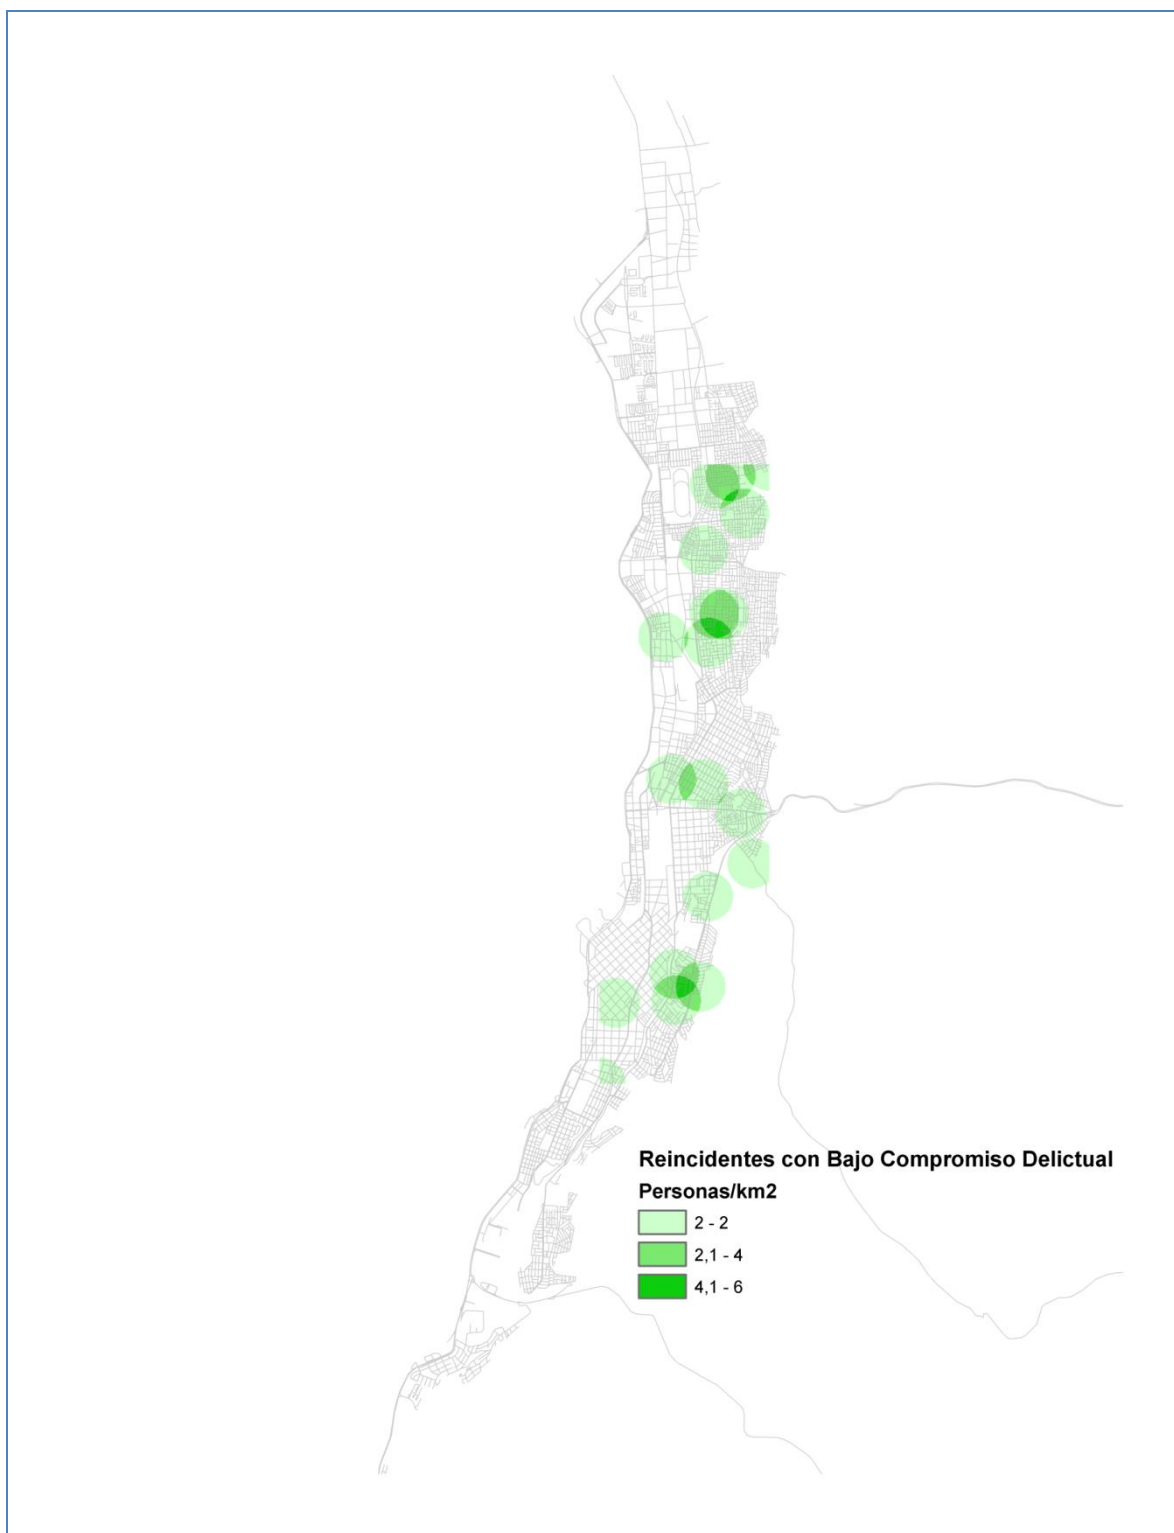 Reincidentes con Bajo Compromiso Delictual
Personas/km2
2 - 2
2,1 - 4
4,1 - 6